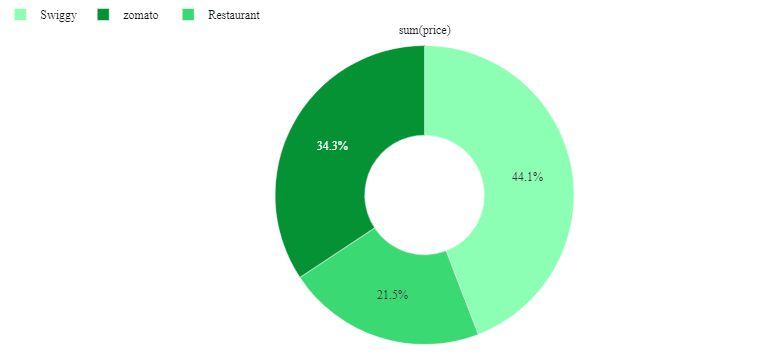 Swiggy zomato Restaurant
sum(price)
34.3%
44.1%
21.5%